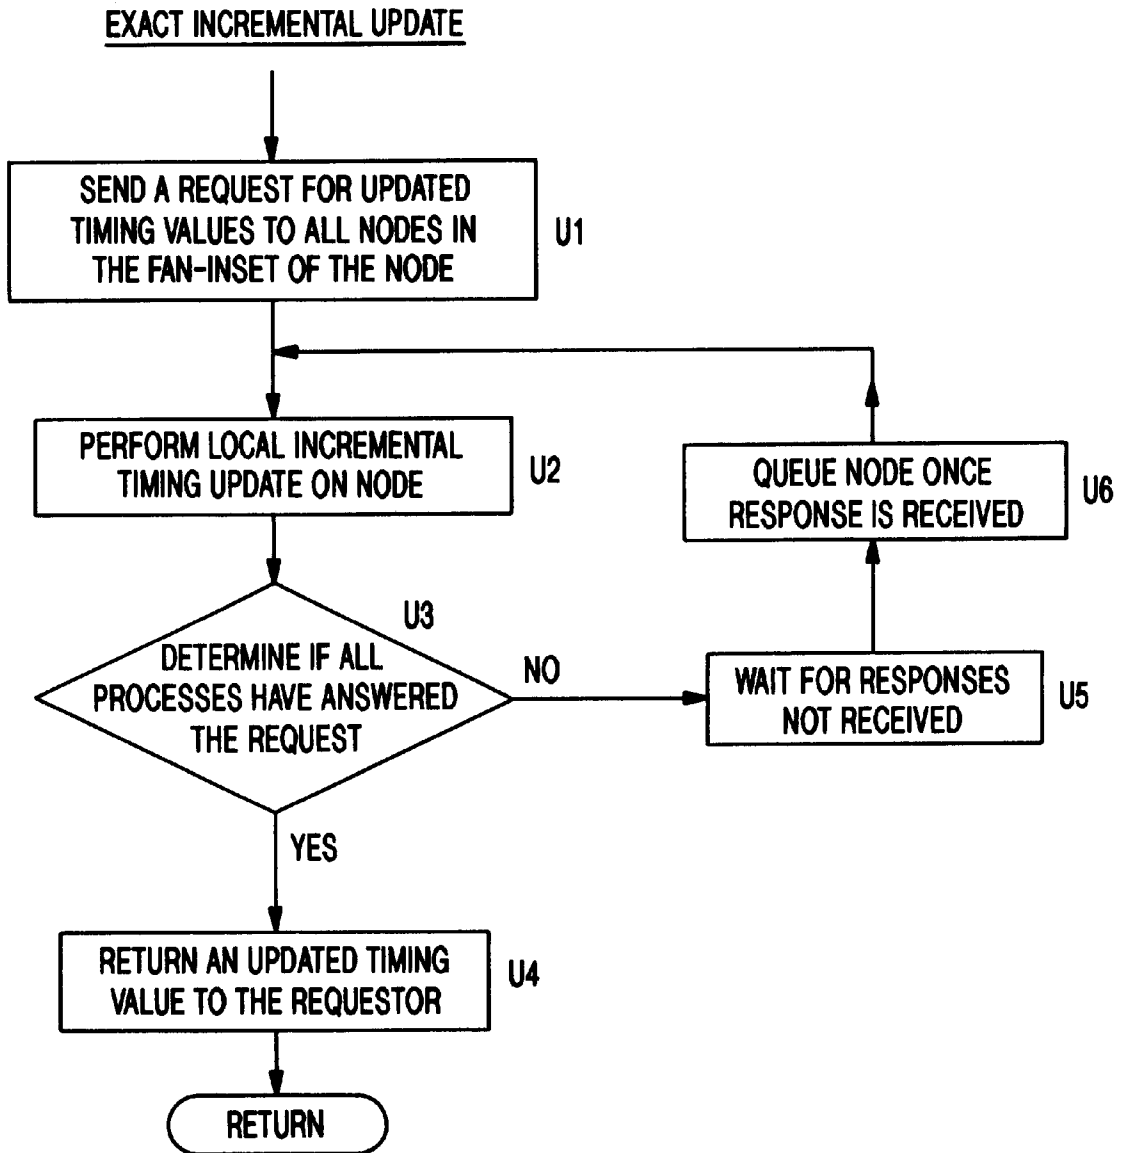 EXACT INCREMENTAL UPDATE
SEND A REQUEST FOR UPDATED
TIMING VALUES TO ALL NODES IN
THE FAN-INSET OF THE NODE
U1
PERFORM LOCAL INCREMENTAL
TIMING UPDATE ON NODE
U2
QUEUE NODE ONCE
RESPONSE IS RECEIVED
U6
U3
DETERMINE IF ALL
PROCESSES HAVE ANSWERED
THE REQUEST
NO
WAIT FOR RESPONSES
NOT RECEIVED
U5
YES
RETURN AN UPDATED TIMING
VALUE TO THE REQUESTOR
U4
RETURN